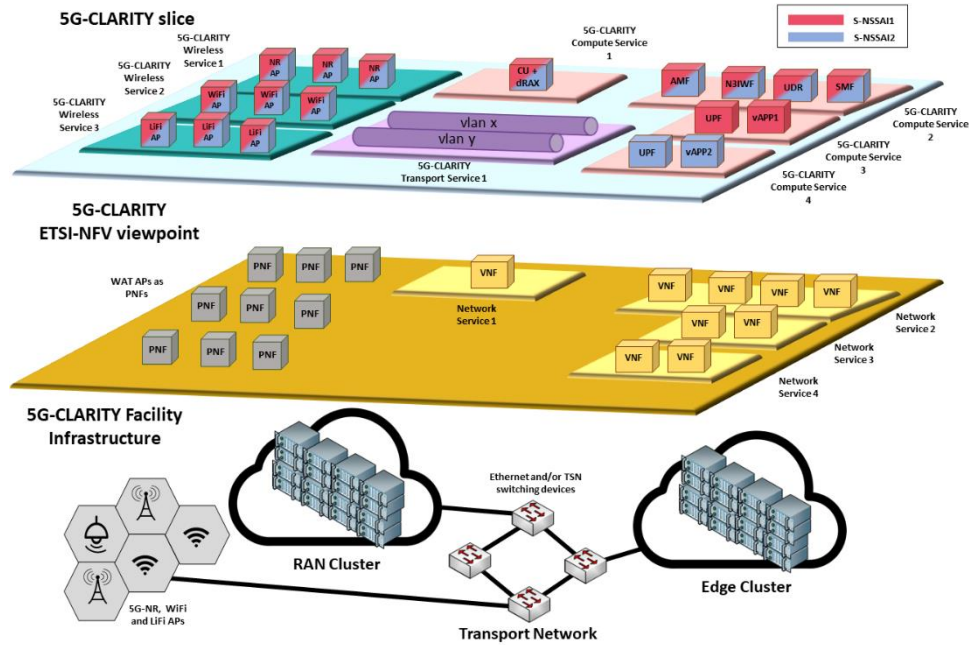 5G-CLARITY slice
S-NSSAI1
S-NSSAI2
5G-CLARITY
Wireless
Service 1
5G-CLARITY
Wireless
Service 2
5G-CLARITY
Wireless
Service 3
NR
AP
NR
AP
NR
AP
WiFi
AP
WiFi
AP
WiFi
AP
LiFi
AP
LiFi
AP
LiFi
AP
CU +
dRAX
5G-CLARITY
Compute Service
1
vlan x
vlan y
5G-CLARITY
Transport Service 1
AMF
N3IWF
UDR
SMF
UPF
vAPP1
UPF
vAPP2
5G-CLARITY
Compute Service
2
5G-CLARITY
Compute Service
3
5G-CLARITY
Compute Service
4
5G-CLARITY
ETSI-NFV viewpoint
WAT APs as
PNFs
PNF
PNF
PNF
PNF
PNF
PNF
PNF
PNF
PNF
VNF
Network
Service 1
VNF
VNF
VNF
VNF
VNF
VNF
VNF
VNF
Network
Service 2
Network
Service 3
Network
Service 4
5G-CLARITY Facility
Infrastructure
Ethernet and/or TSN
switching devices
RAN Cluster
Edge Cluster
5G-NR, WiFi
and LiFi APs
Transport Network